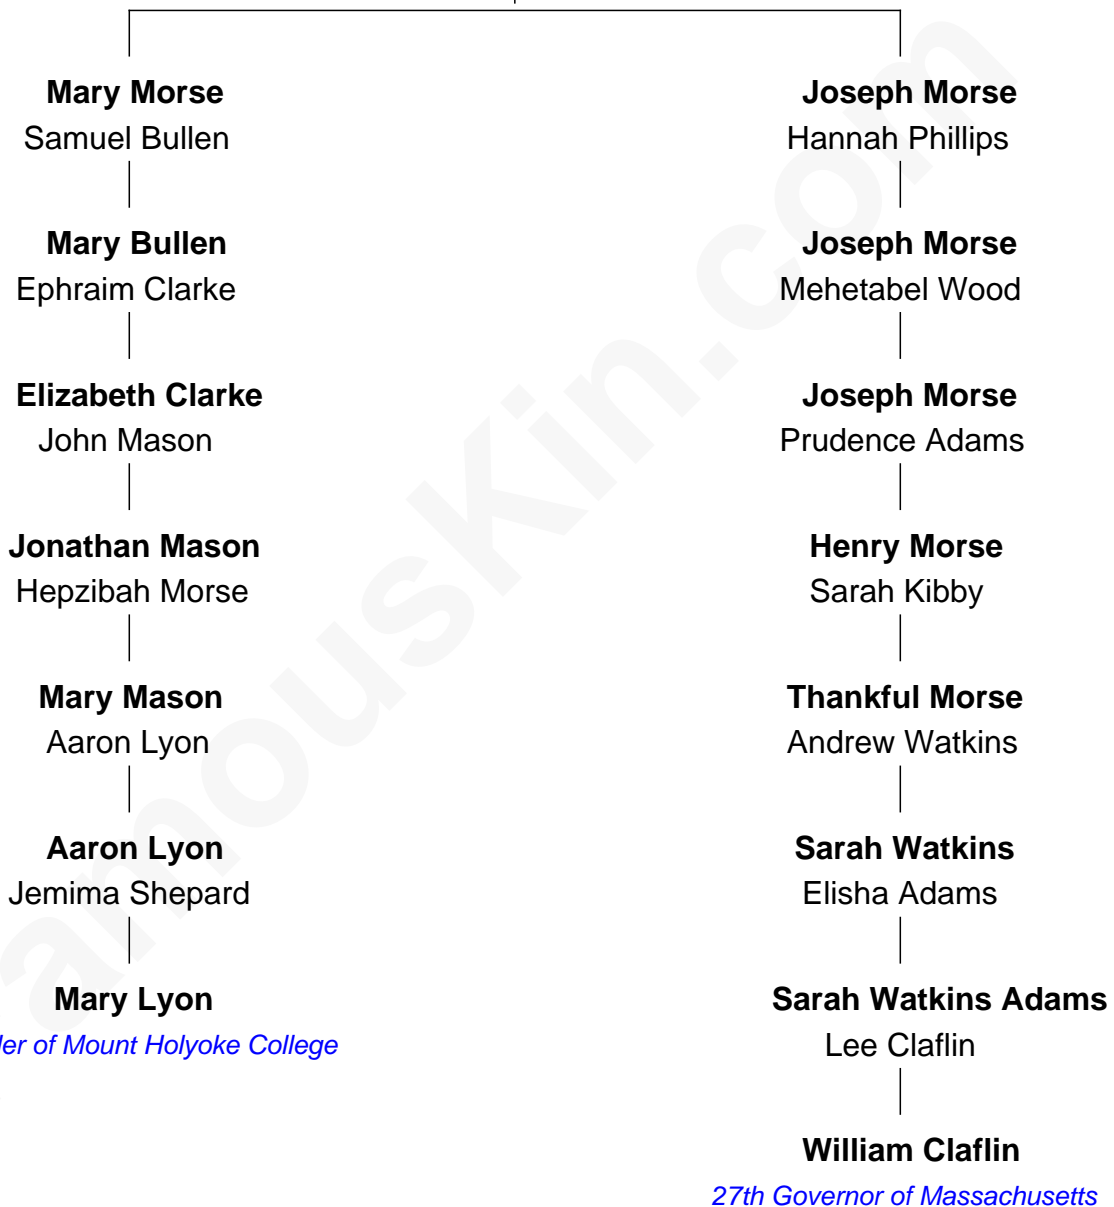 Mary Morse
Samuel Bullen
Mary Bullen
Ephraim Clarke
Elizabeth Clarke
John Mason
Jonathan Mason
Hepzibah Morse
Mary Mason
Aaron Lyon
Aaron Lyon
Jemima Shepard
Mary Lyon
of Mount Holyoke College
Joseph Morse
Hannah Phillips
Joseph Morse
Mehetabel Wood
Joseph Morse
Prudence Adams
Henry Morse
Sarah Kibby
Thankful Morse
Andrew Watkins
Sarah Watkins
Elisha Adams
Sarah Watkins Adams
Lee Claflin
William Claflin
27th Governor of Massachusetts
amouskin.com